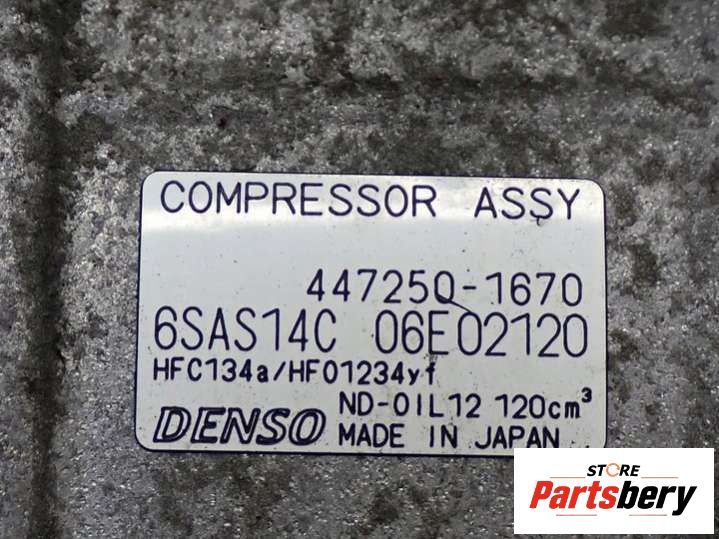 COMPRESSOR ASSY
447250-1670
6SAS14C 06E02120
HFC134a/HFO1234yf
ND-OIL12 120cm³
DENSO MADE IN JAPAN
STORE
Partsbery